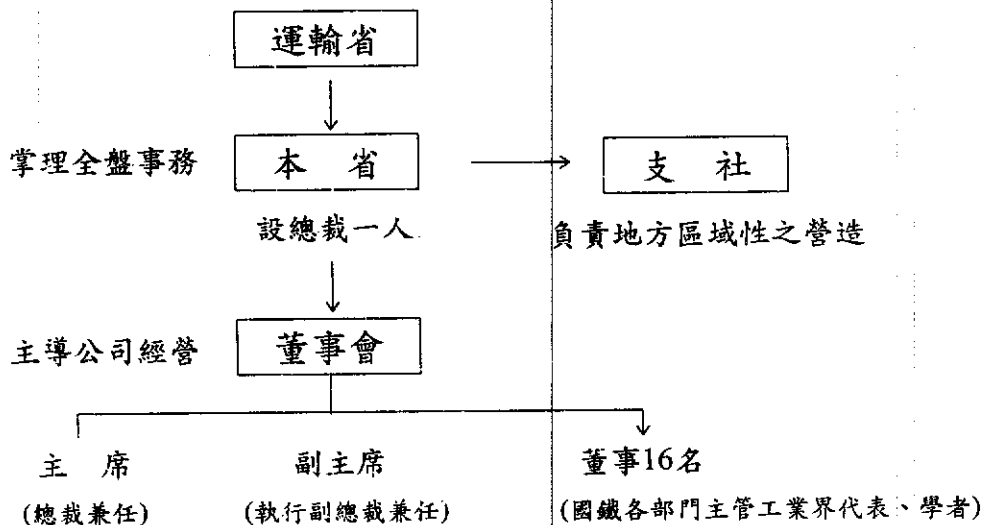 運輸省
掌理全盤事務 本省 支社
設總裁一人 負責地方區域性之營造
主導公司經營 董事會
主席 副主席 董事16名
(總裁兼任) (執行副總裁兼任) (國鐵各部門主管工業界代表、學者)